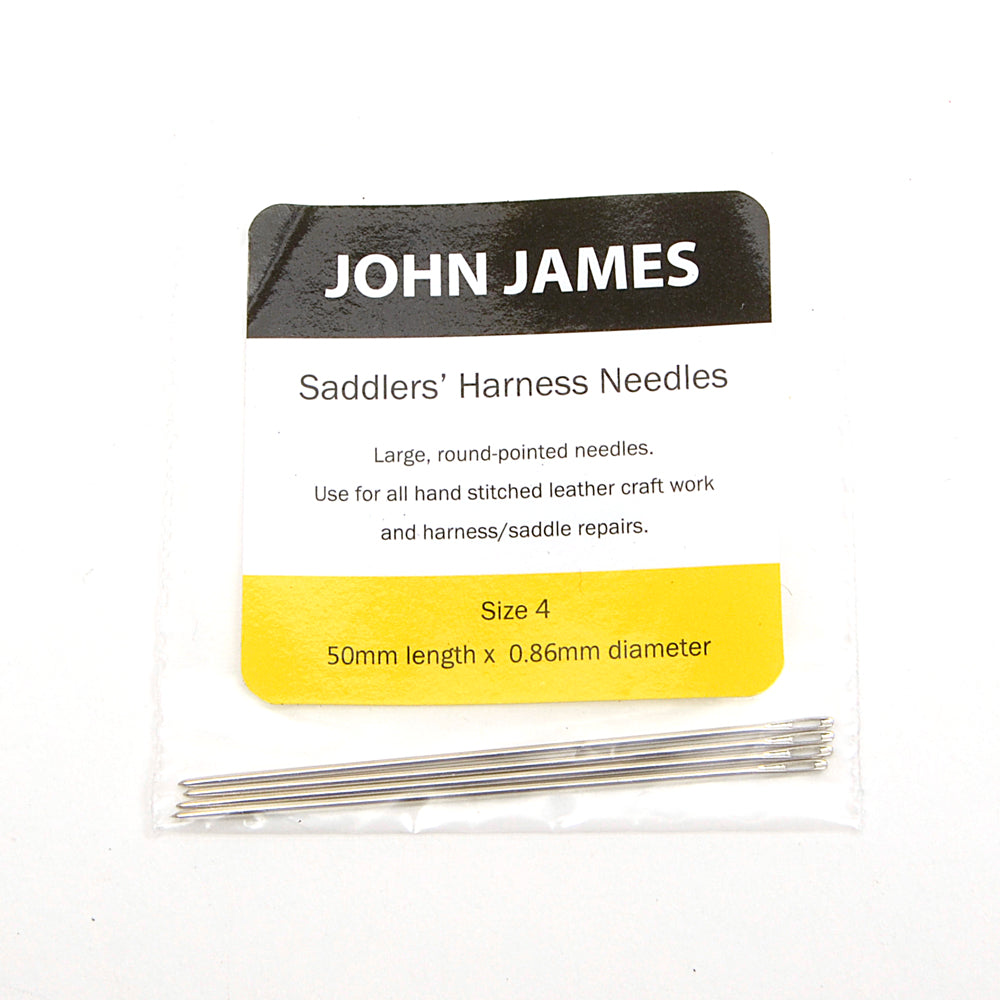 JOHN JAMES
Saddlers’ Harness Needles
Large, round-pointed needles.
Use for all hand stitched leather craft work
and harness/saddle repairs.
Size 4
50mm length x 0.86mm diameter